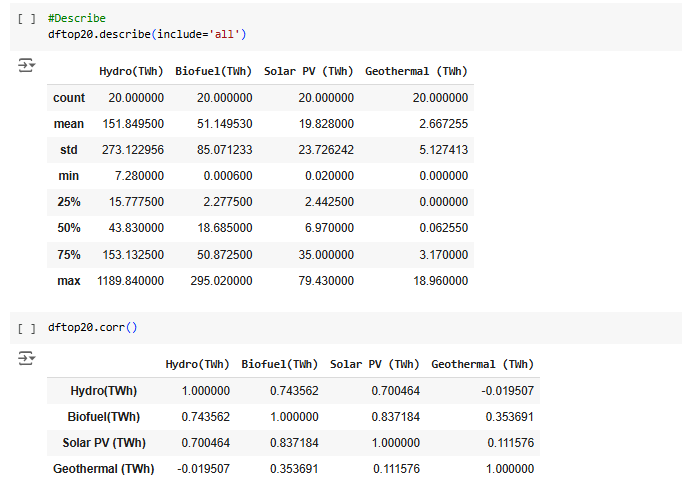 [ ] #Describe
dftop20.describe(include='all')
Hydro(TWh) Biofuel(TWh) Solar PV (TWh) Geothermal (TWh)
count 20.000000 20.000000 20.000000 20.000000
mean 151.849500 51.149530 19.828000 2.667255
std 273.122956 85.071233 23.726242 5.127413
min 7.280000 0.000600 0.020000 0.000000
25% 15.777500 2.277500 2.442500 0.000000
50% 43.830000 18.685000 6.970000 0.062550
75% 153.132500 50.872500 35.000000 3.170000
max 1189.840000 295.020000 79.430000 18.960000
[ ] dftop20.corr()
Hydro(TWh) Biofuel(TWh) Solar PV (TWh) Geothermal (TWh)
Hydro(TWh) 1.000000 0.743562 0.700464 -0.019507
Biofuel(TWh) 0.743562 1.000000 0.837184 0.353691
Solar PV (TWh) 0.700464 0.837184 1.000000 0.111576
Geothermal (TWh) -0.019507 0.353691 0.111576 1.000000